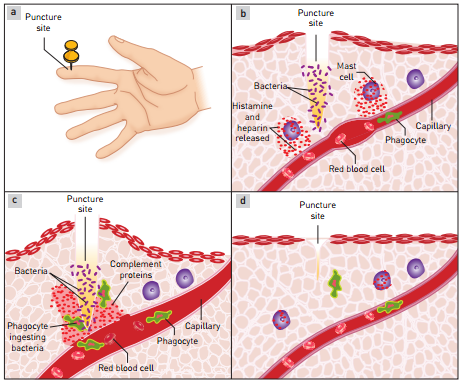 a
Puncture
site
b
Puncture
site
Mast
cell
Bacteria
Histamine
and
heparin
released
Capillary
Phagocyte
Red blood cell
c
Puncture
site
Bacteria
Complement
proteins
Phagocyte
ingesting
bacteria
Capillary
Phagocyte
Red blood cell
d
Puncture
site